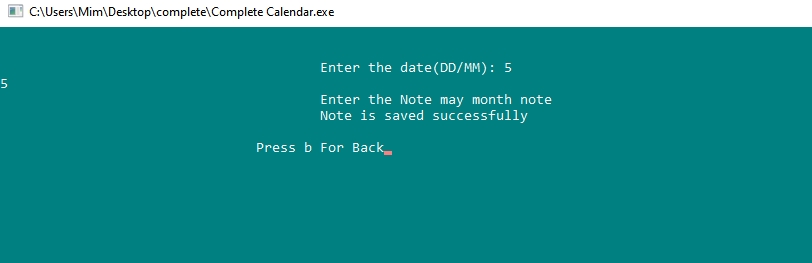 C:\Users\Mim\Desktop\complete\Complete Calendar.exe
Enter the date(DD/MM): 5
5
Enter the Note may month note
Note is saved successfully
Press b For Back